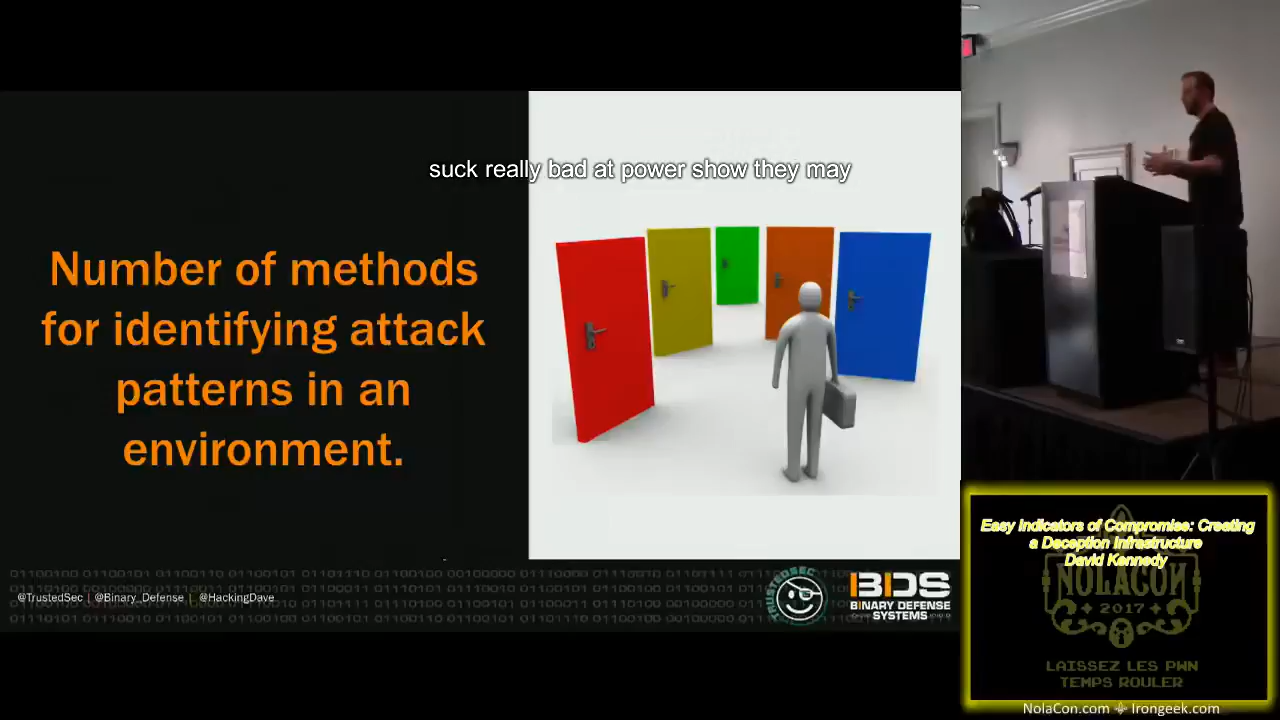 suck really bad at power show they may
Number of methods
for identifying attack
patterns in an
environment.
@TrustedSec | @Binary_Defense | @HackingDave
TRUSTEDSEC
BDS
BINARY DEFENSE
SYSTEMS
Easy Indicators of Compromise: Creating
a Deception Infrastructure
David Kennedy
NOLACON
2017
LAISSEZ LES PWN
TEMPS ROULER
NolaCon.com Irongeek.com